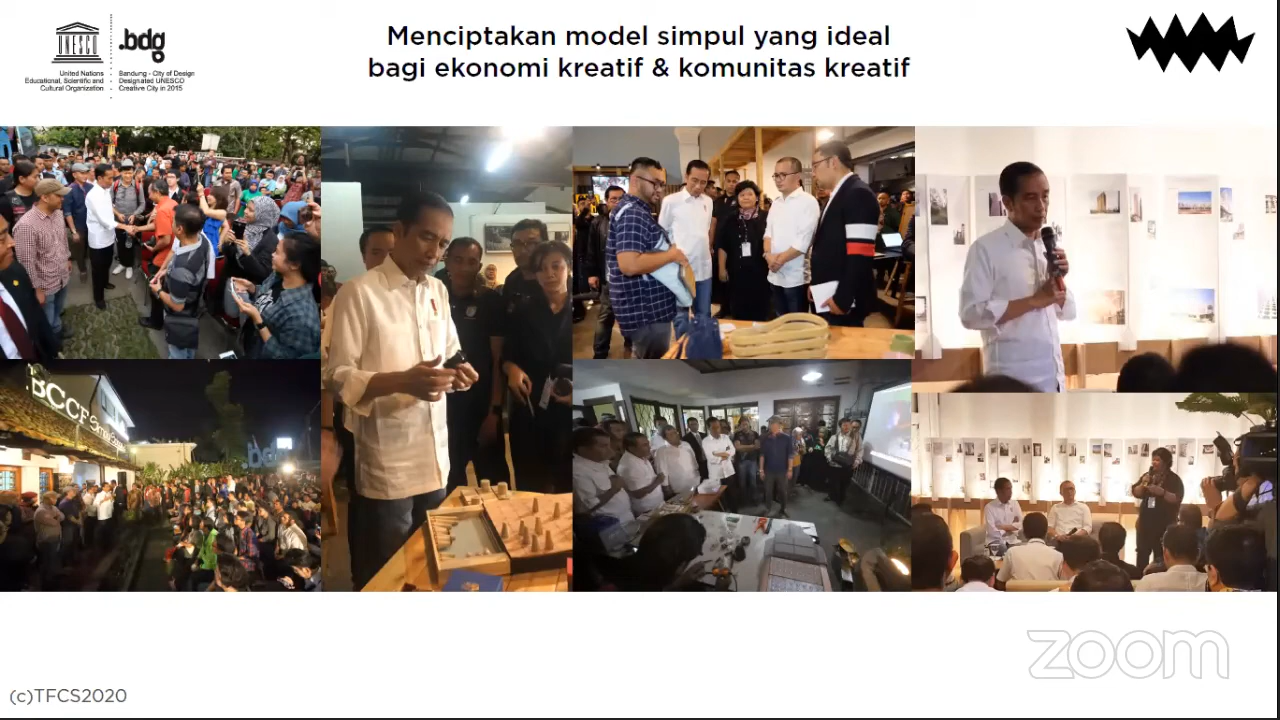 UNESCO
United Nations
Educational, Scientific and
Cultural Organization
.bdg
Bandung - City of Design
Designated UNESCO
Creative City in 2015
Menciptakan model simpul yang ideal
bagi ekonomi kreatif & komunitas kreatif
BCCF
zoom
(c)TFCS2020